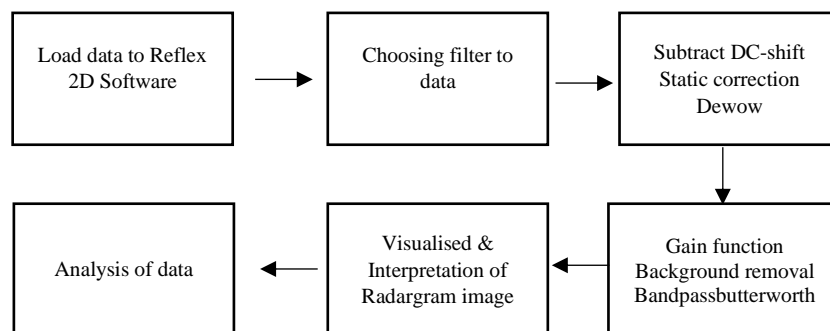 Load data to Reflex
2D Software
Choosing filter to
data
Subtract DC-shift
Static correction
Dewow
Gain function
Background removal
Bandpassbutterworth
Visualised &
Interpretation of
Radargram image
Analysis of data